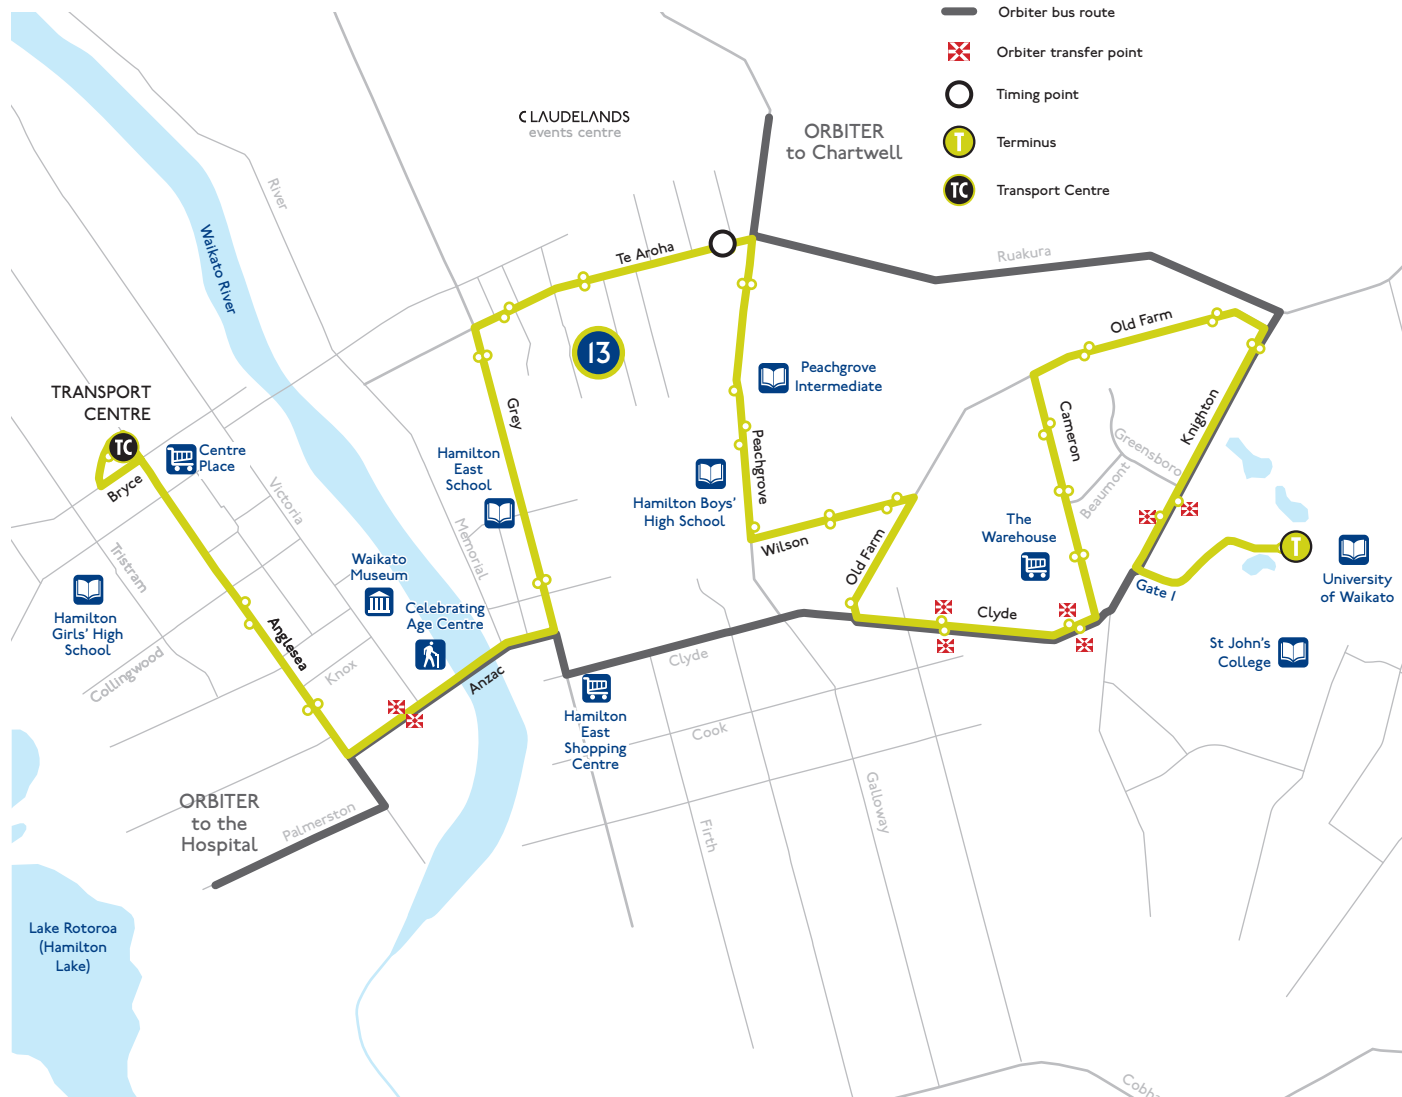 Orbiter bus route
Orbiter transfer point
Timing point
T
Terminus
TC
Transport Centre
CLAUDELANDS
events centre
ORBITER
to Chartwell
River
Waikato River
Te Aroha
Ruakura
Old Farm
13
Peachgrove
Intermediate
TRANSPORT
CENTRE
TC
Centre
Place
Bryce
Grey
Cameron
Knighton
Greensboro
Beaumont
Hamilton
East
School
Peachgrove
Hamilton Boys'
High School
Victoria
Memorial
Tristram
Wilson
Old Farm
The
Warehouse
T
University
of Waikato
Gate 1
Waikato
Museum
Hamilton
Girls' High
School
Celebrating
Age Centre
Anglesea
Clyde
St John's
College
Collingwood
Knox
Anzac
Clyde
Hamilton
East
Shopping
Centre
Cook
Galloway
Firth
ORBITER
to the
Hospital
Palmerston
Lake Rotoroa
(Hamilton
Lake)
Cobha